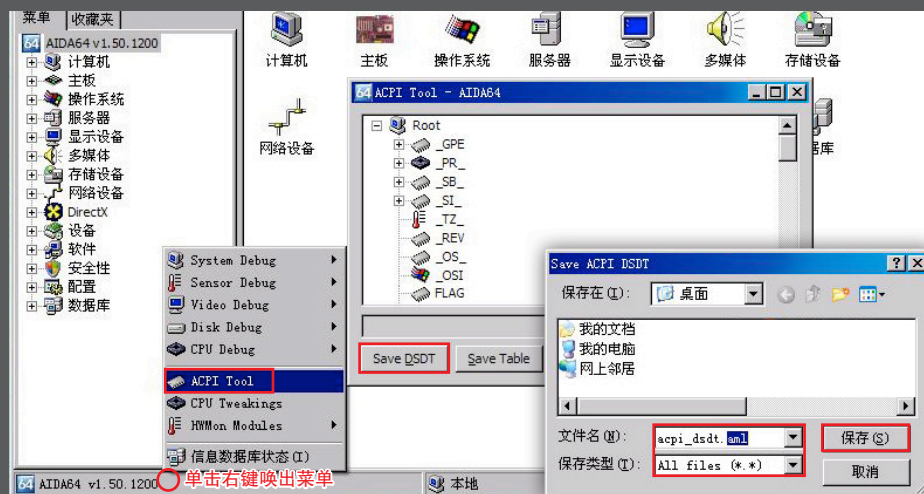 菜单 收藏夹
AIDA64 v1.50.1200
计算机
主板
操作系统
服务器
显示设备
多媒体
存储设备
网络设备
DirectX
设备
软件
安全性
配置
数据库
计算机 主板 操作系统 服务器 显示设备 多媒体 存储设备
网络设备
库
64 ACPI Tool - AIDA64
Root
_GPE
_PR_
_SB_
_SI_
_TZ_
_REV
_OS_
_OSI
FLAG
Save DSDT Save Table
System Debug
Sensor Debug
Video Debug
Disk Debug
CPU Debug
ACPI Tool
CPU Tweakings
HWMon Modules
信息数据库状态(I)
Save ACPI DSDT
保存在(I): 桌面
我的文档
我的电脑
网上邻居
文件名(N): acpi_dsdt.aml 保存(S)
保存类型(T): All files (*.*) 取消
64 AIDA64 v1.50.1200 单击右键唤出菜单 本地